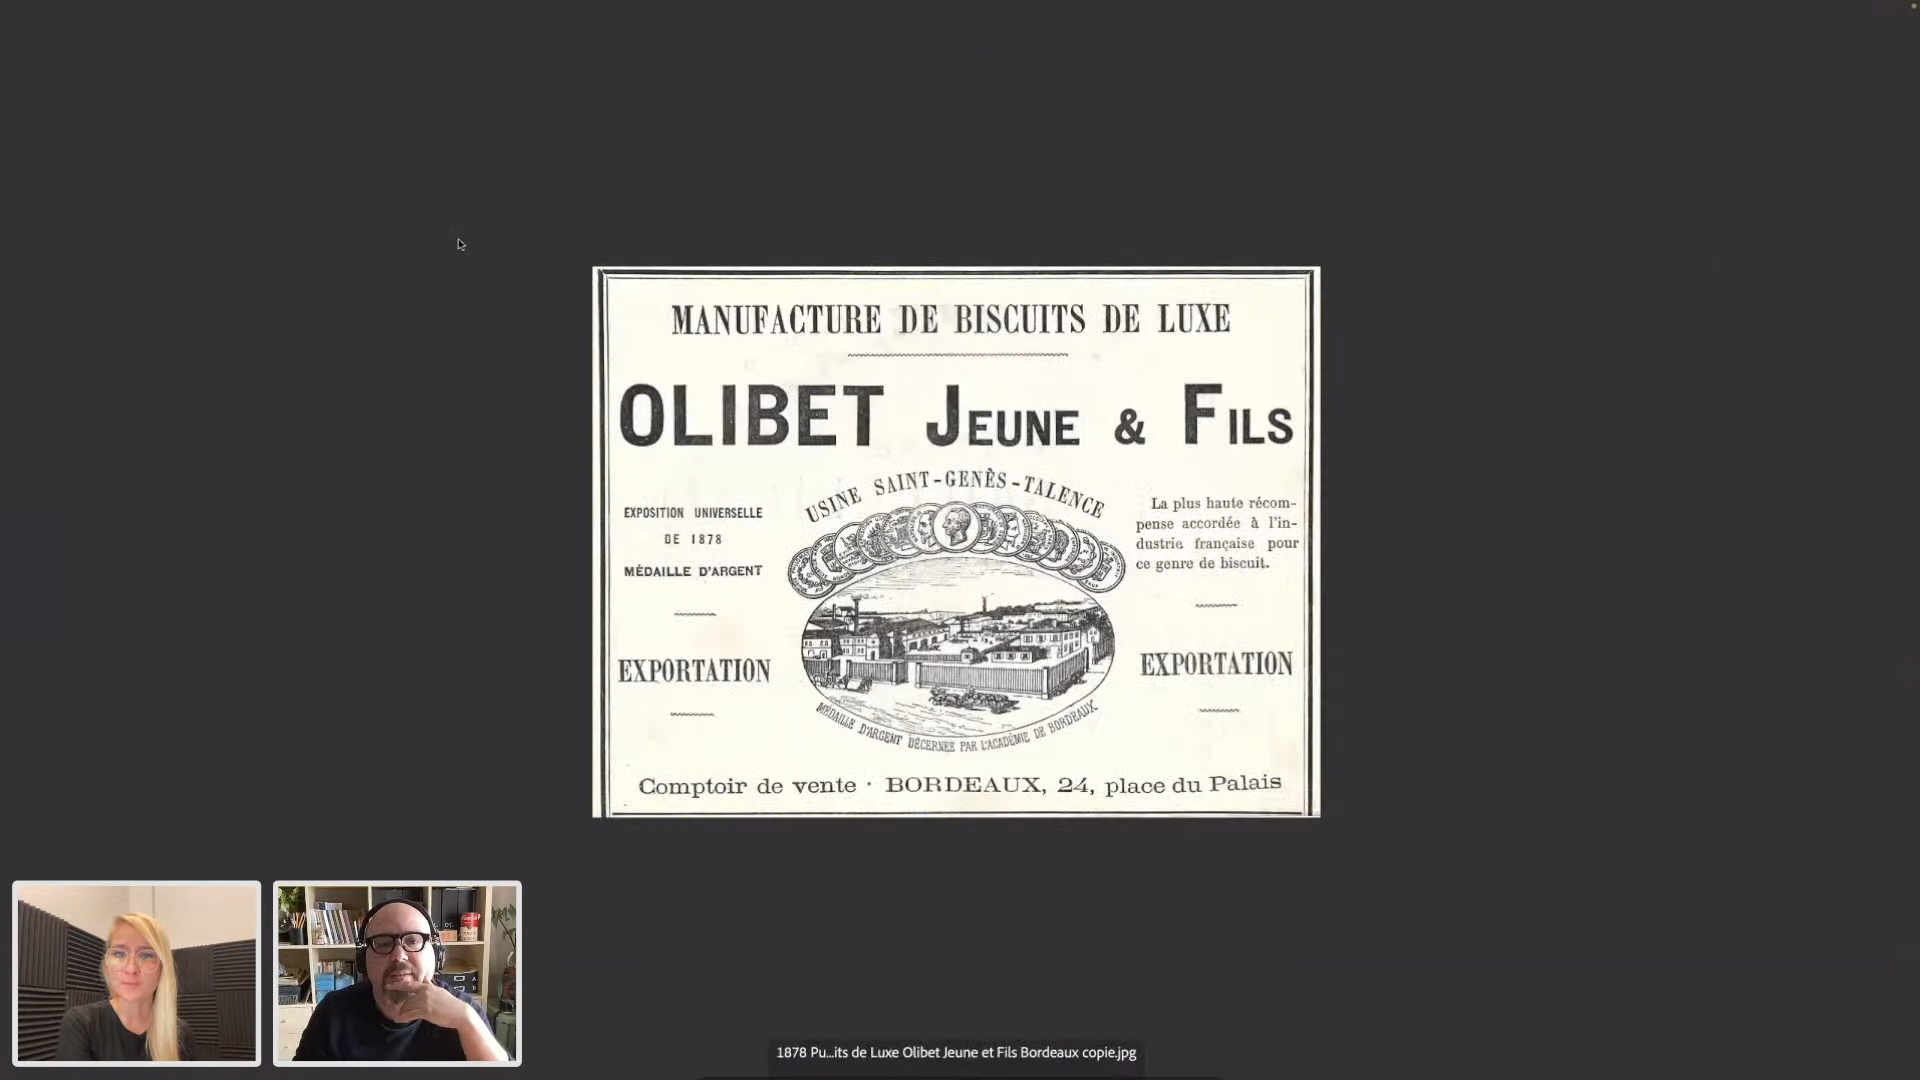 MANUFACTURE DE BISCUITS DE LUXE
OLIBET JEUNE & FILS
USINE SAINT-GENÈS-TALENCE
EXPOSITION UNIVERSELLE
DE 1878
MÉDAILLE D'ARGENT
EXPORTATION
La plus haute récom-
pense accordée à l'in-
dustrie française pour
ce genre de biscuit.
EXPORTATION
MÉDAILLE D'ARGENT DÉCERNÉE PAR L'ACADÉMIE DE BORDEAUX
Comptoir de vente · BORDEAUX, 24, place du Palais
1878 Pu...its de Luxe Olibet Jeune et Fils Bordeaux copie.jpg